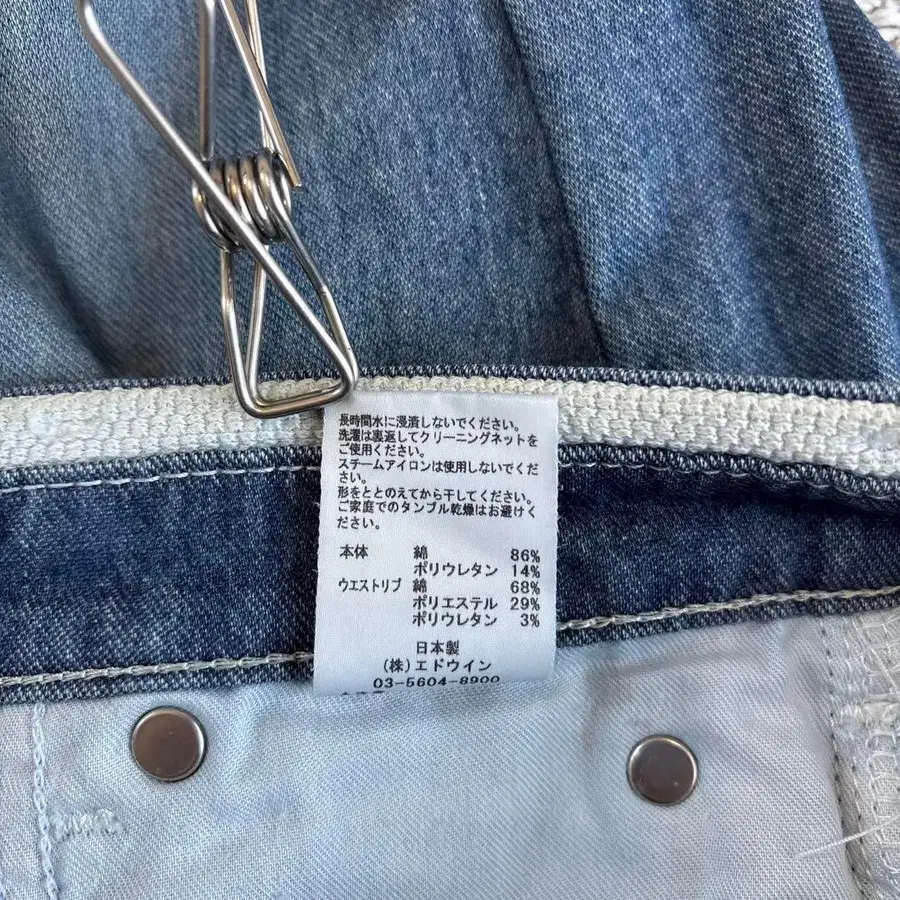 長時間水に浸漬しないでください。
洗濯は裏返してクリーニングネットを
ご使用ください。
スチームアイロンは使用しないでくだ
さい。
形をととのえてから干してください。
ご家庭でのタンブル乾燥はお避けく
ださい。
本体 綿 86%
ポリウレタン 14%
ウエストリブ 綿 68%
ポリエステル 29%
ポリウレタン 3%
日本製
(株)エドウイン
03-5604-8900